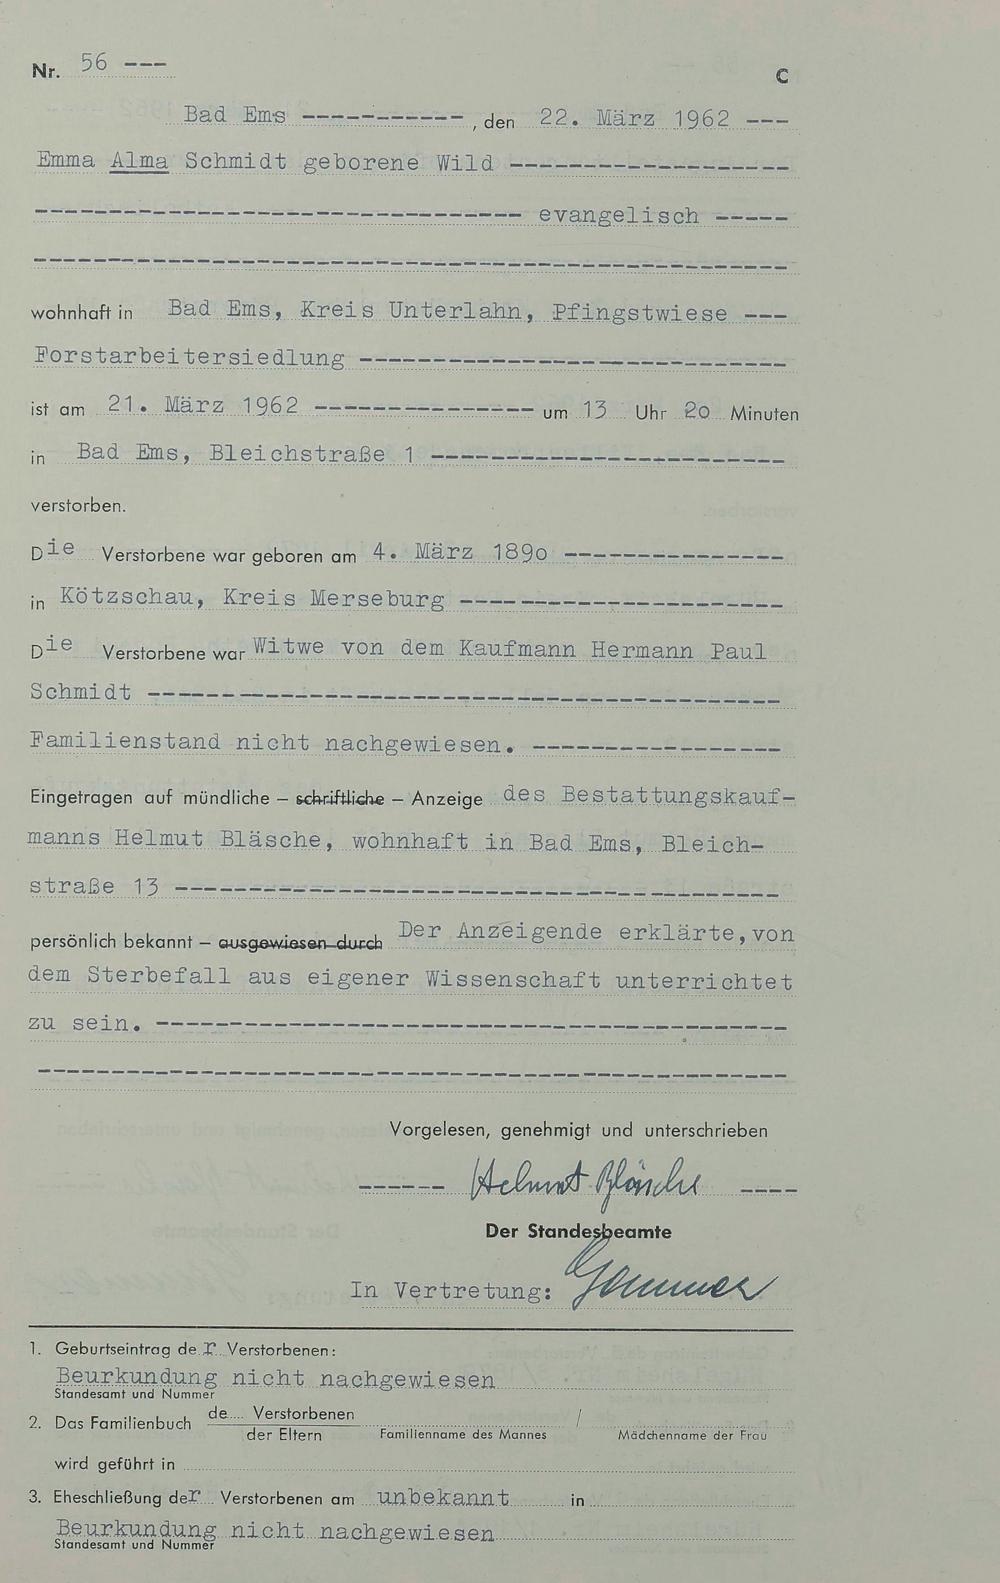 Nr. 56 ---
C
Bad Ems -----------, den 22. März 1962 ---
Emma Alma Schmidt geborene Wild -------------------
--------------------------------- evangelisch -----
---------------------------------------------------
wohnhaft in Bad Ems, Kreis Unterlahn, Pfingstwiese ---
Forstarbeitersiedlung -----------------------------
ist am 21. März 1962 --------------- um 13 Uhr 2o Minuten
in Bad Ems, Bleichstraße 1 ------------------------
verstorben.
Die Verstorbene war geboren am 4. März 189o ---------------
in Kötzschau, Kreis Merseburg ----------------------
Die Verstorbene war Witwe von dem Kaufmann Hermann Paul
Schmidt -------------------------------------------
Familienstand nicht nachgewiesen. -----------------
Eingetragen auf mündliche – schriftliche – Anzeige des Bestattungskauf-
manns Helmut Bläsche, wohnhaft in Bad Ems, Bleich-
straße 13 -----------------------------------------
persönlich bekannt – ausgewiesen durch Der Anzeigende erklärte, von
dem Sterbefall aus eigener Wissenschaft unterrichtet
zu sein. -------------------------------------------
---------------------------------------------------
Vorgelesen, genehmigt und unterschrieben
------ Helmut Bläsche ----
Der Standesbeamte
In Vertretung:
1. Geburtseintrag der Verstorbenen:
Beurkundung nicht nachgewiesen
Standesamt und Nummer
2. Das Familienbuch de.... Verstorbenen /
der Eltern Familienname des Mannes Mädchenname der Frau
wird geführt in
3. Eheschließung der Verstorbenen am unbekannt in
Beurkundung nicht nachgewiesen
Standesamt und Nummer